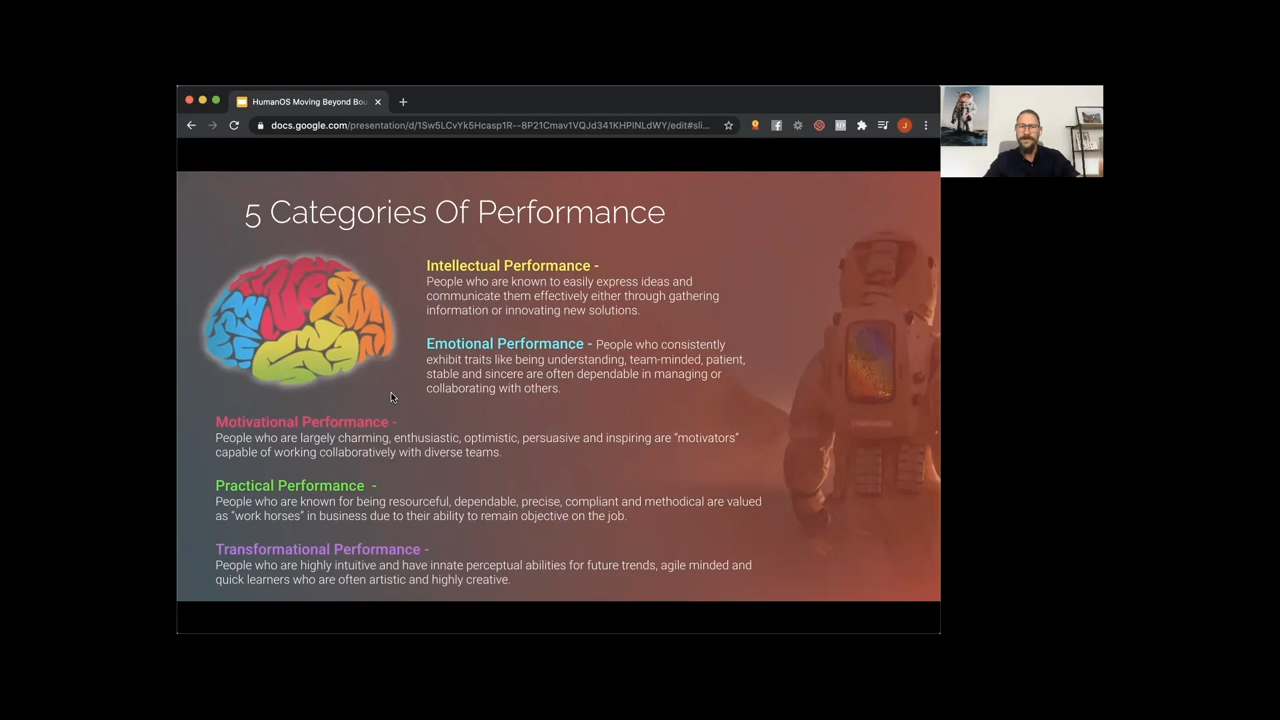 HumanOS Moving Beyond Bou
docs.google.com/presentation/d/1Sw5LCvYk5Hcasp1R--8P21Cmav1VQJd341KHPINLdWY/edit#sli...
J
5 Categories Of Performance
Intellectual Performance -
People who are known to easily express ideas and
communicate them effectively either through gathering
information or innovating new solutions.
Emotional Performance - People who consistently
exhibit traits like being understanding, team-minded, patient,
stable and sincere are often dependable in managing or
collaborating with others.
Motivational Performance -
People who are largely charming, enthusiastic, optimistic, persuasive and inspiring are “motivators”
capable of working collaboratively with diverse teams.
Practical Performance -
People who are known for being resourceful, dependable, precise, compliant and methodical are valued
as “work horses” in business due to their ability to remain objective on the job.
Transformational Performance -
People who are highly intuitive and have innate perceptual abilities for future trends, agile minded and
quick learners who are often artistic and highly creative.